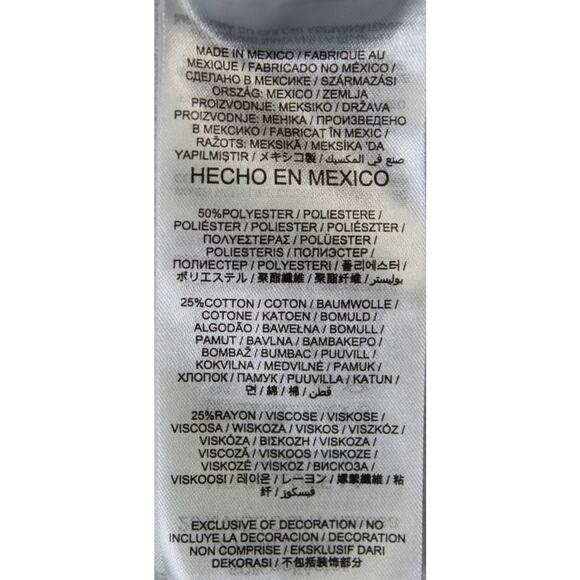 MADE IN MEXICO / FABRIQUE AU
MEXIQUE / FABRICADO NO MÉXICO /
СДЕЛАНО В МЕКСИКЕ / SZÁRMAZÁSI
ORSZÁG: MEXICO / ZEMLJA
PROIZVODNJE: MEKSIKO / DRŽAVA
PROIZVODNJE: МЕНІКА / ПРОИЗВЕДЕНО
В МЕКСИКО / FABRICAT ÎN MEXIC /
RAŽOTS: MEKSIKĀ / MEKSİKA 'DA
YAPILMIŞTIR / メキシコ製 / صنع في المكسيك
HECHO EN MEXICO
50%POLYESTER / POLIESTERE /
POLIÉSTER / POLIESTER / POLIÉSZTER /
ΠΟΛΥΕΣΤΕΡΑΣ / POLÜESTER /
POLIESTERIS / ПОЛИЭСТЕР /
ПОЛИЕСТЕР / POLYESTERI / 폴리에스터 /
ポリエステル / 聚酯纖維 / 聚酯纤维 / بوليستر
25%COTTON / COTON / BAUMWOLLE /
COTONE / KATOEN / BOMULD /
ALGODÃO / BAWEŁNA / BOMULL /
PAMUT / BAVLNA / BAMBAKEPO /
BOMBAŽ / BUMBAC / PUUVILL /
KOKVILNA / MEDVILNĖ / PAMUK /
ХЛОПОК / ПАМУК / PUUVILLA / KATUN /
면 / 綿 / 棉 / قطن
25%RAYON / VISCOSE / VISKOSE /
VISCOSA / WISKOZA / VISKOS / VISZKÓZ /
VISKÓZA / ΒΙΣΚΟΖΗ / VISKOZA /
VISCOZĂ / VISKOOS / VISKOZE /
VISKOZĖ / VİSKOZ / ВИСКОЗА /
VISKOOSI / 레이온 / レーヨン / 嫘縈纖維 / 粘
纤 / فيسكوز
EXCLUSIVE OF DECORATION / NO
INCLUYE LA DECORACION / DECORATION
NON COMPRISE / EKSKLUSIF DARI
DEKORASI / 不包括装饰部分